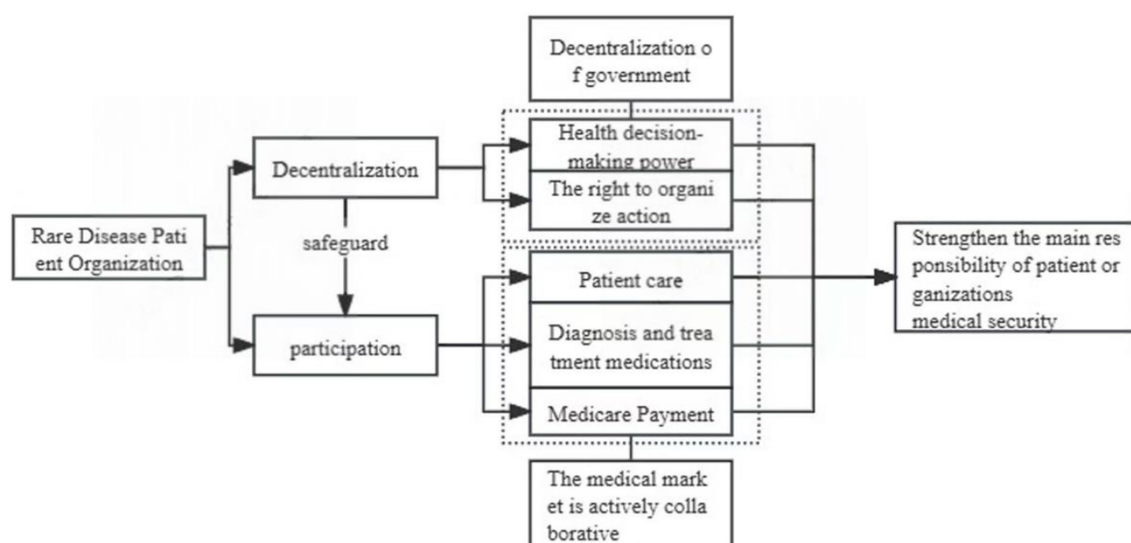 Decentralization o
f government
Health decision-
making power
Decentralization
The right to organi
ze action
Rare Disease Pati
ent Organization
safeguard
Strengthen the main res
ponsibility of patient or
ganizations
medical security
Patient care
participation
Diagnosis and trea
tment medications
Medicare Payment
The medical mark
et is actively colla
borative